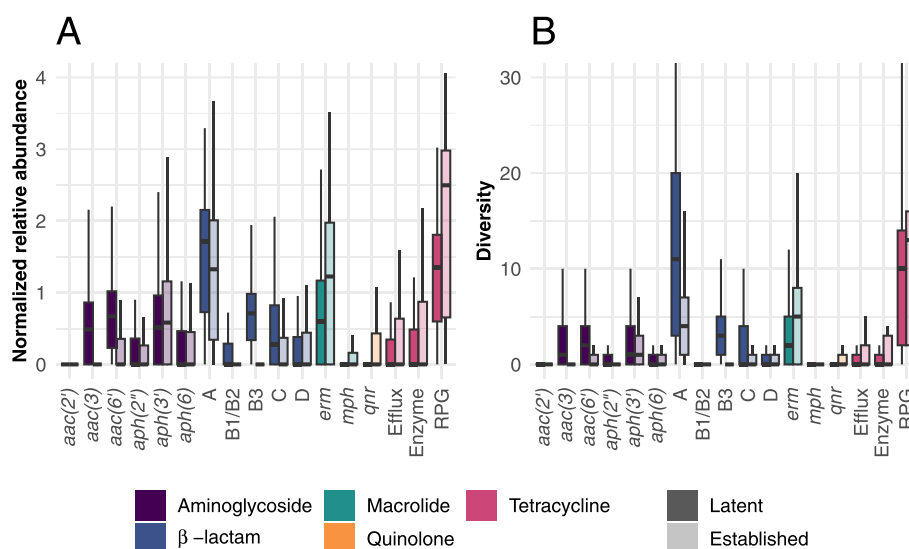 A
Normalized relative abundance
4
3
2
1
0
aac(2')
aac(3)
aac(6')
aph(2'')
aph(3')
aph(6)
A
B1/B2
B3
C
D
erm
mph
qnr
Efflux
Enzyme
RPG
B
Diversity
30
20
10
0
aac(2')
aac(3)
aac(6')
aph(2'')
aph(3')
aph(6)
A
B1/B2
B3
C
D
erm
mph
qnr
Efflux
Enzyme
RPG
Aminoglycoside
β −lactam
Macrolide
Quinolone
Tetracycline
Latent
Established